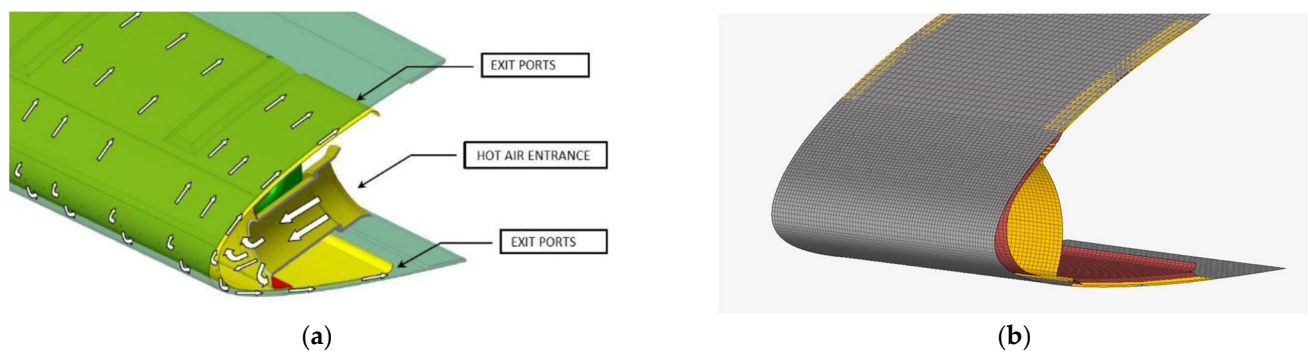 EXIT PORTS
HOT AIR ENTRANCE
EXIT PORTS
(a)
(b)